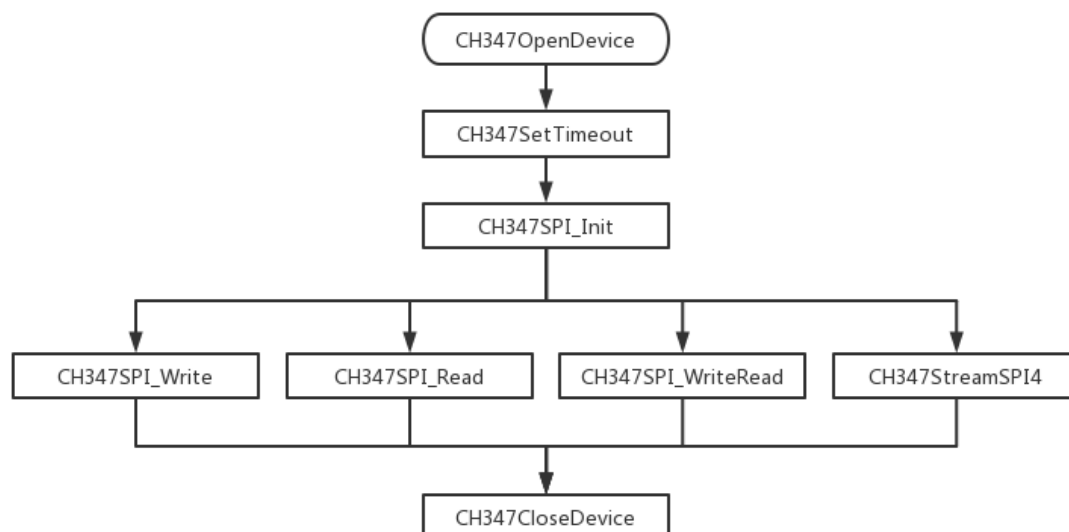 CH347OpenDevice
CH347SetTimeout
CH347SPI_Init
CH347SPI_Write
CH347SPI_Read
CH347SPI_WriteRead
CH347StreamSPI4
CH347CloseDevice